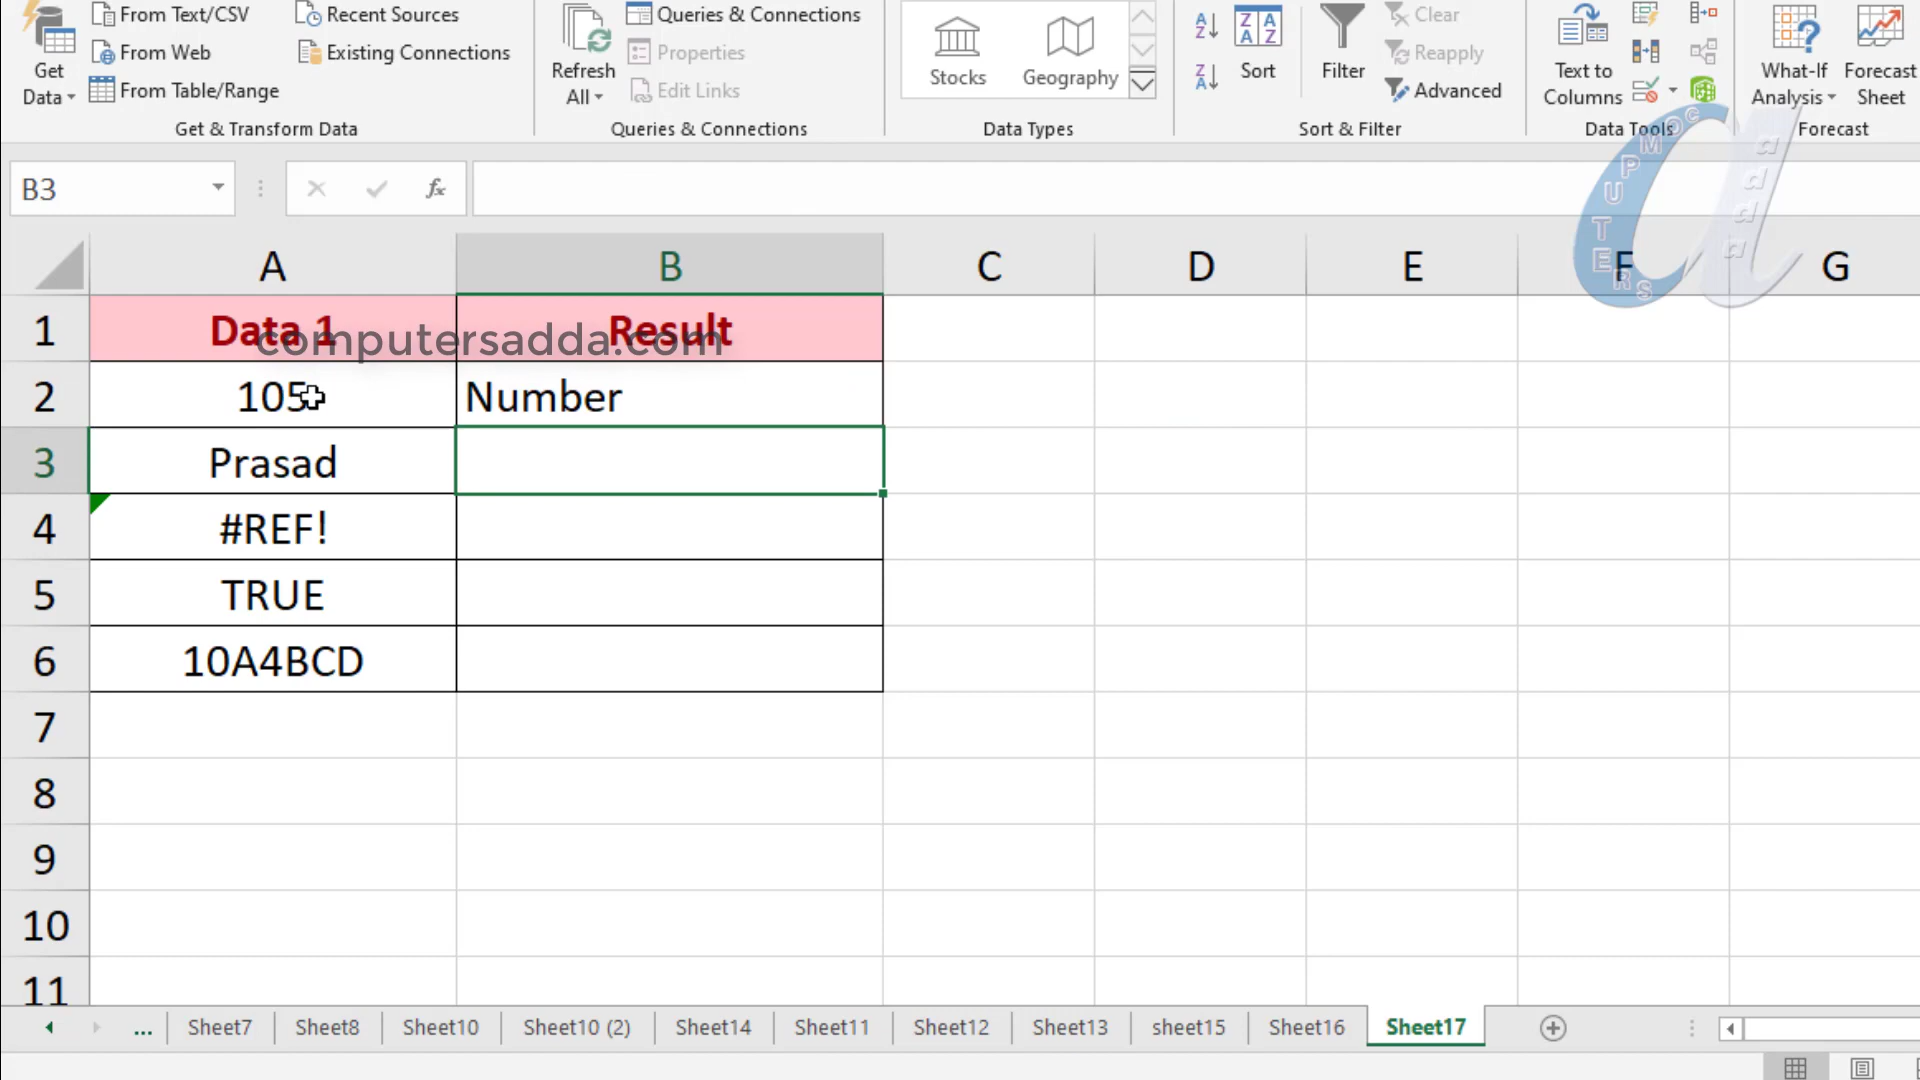 From Text/CSV
From Web
From Table/Range
Recent Sources
Existing Connections
Get
Data
Get & Transform Data
Refresh
All
Queries & Connections
Properties
Edit Links
Queries & Connections
Stocks
Geography
Data Types
A
Z
Z
A
Z A
A Z
Sort
Filter
Clear
Reapply
Advanced
Sort & Filter
Text to
Columns
Data Tools
What-If
Analysis
Forecast
Sheet
Forecast
COMPUTERS
adda
B3
fx
A B C D E F G
1 Data 1 Result
computersadda.com
2 105 Number
3 Prasad
4 #REF!
5 TRUE
6 10A4BCD
7
8
9
10
11
... Sheet7 Sheet8 Sheet10 Sheet10 (2) Sheet14 Sheet11 Sheet12 Sheet13 sheet15 Sheet16 Sheet17